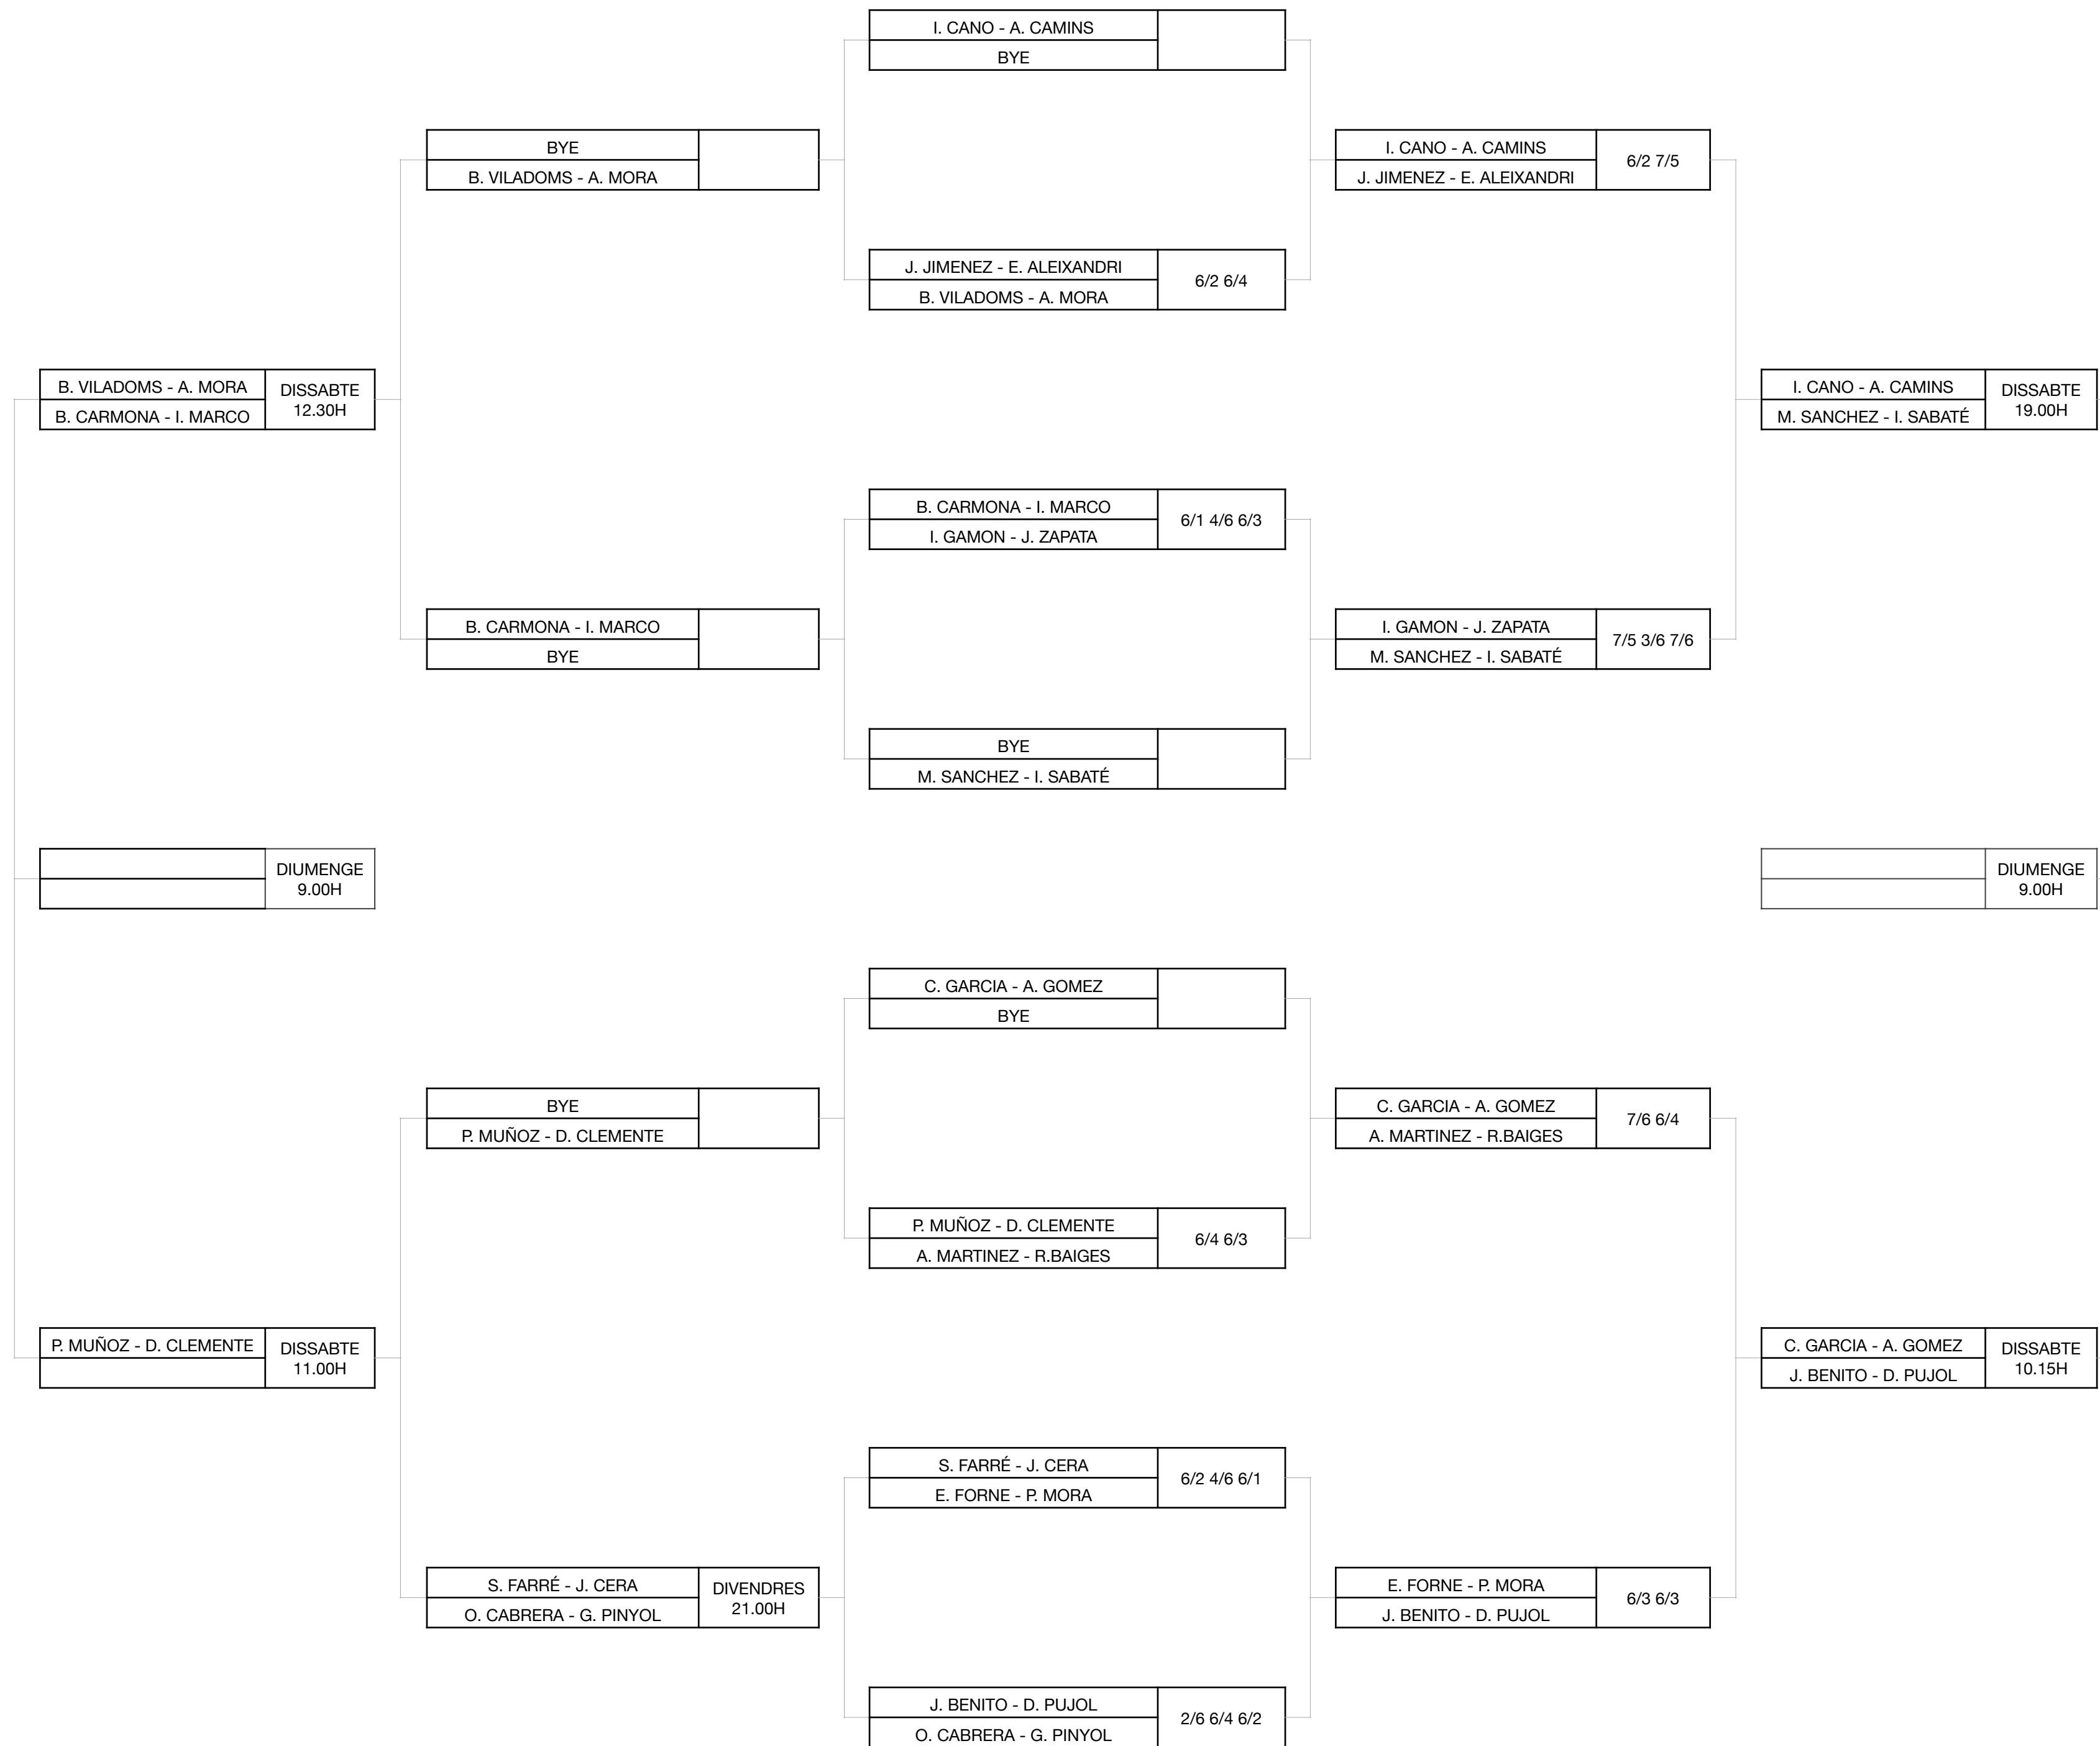 I. CANO - A. CAMINS
BYE
BYE
B. VILADOMS - A. MORA
I. CANO - A. CAMINS
J. JIMENEZ - E. ALEIXANDRI
6/2 7/5
J. JIMENEZ - E. ALEIXANDRI
B. VILADOMS - A. MORA
6/2 6/4
B. VILADOMS - A. MORA
B. CARMONA - I. MARCO
DISSABTE
12.30H
I. CANO - A. CAMINS
M. SANCHEZ - I. SABATÉ
DISSABTE
19.00H
B. CARMONA - I. MARCO
I. GAMON - J. ZAPATA
6/1 4/6 6/3
B. CARMONA - I. MARCO
BYE
I. GAMON - J. ZAPATA
M. SANCHEZ - I. SABATÉ
7/5 3/6 7/6
BYE
M. SANCHEZ - I. SABATÉ
DIUMENGE
9.00H
DIUMENGE
9.00H
C. GARCIA - A. GOMEZ
BYE
BYE
P. MUÑOZ - D. CLEMENTE
C. GARCIA - A. GOMEZ
A. MARTINEZ - R.BAIGES
7/6 6/4
P. MUÑOZ - D. CLEMENTE
A. MARTINEZ - R.BAIGES
6/4 6/3
P. MUÑOZ - D. CLEMENTE
DISSABTE
11.00H
C. GARCIA - A. GOMEZ
J. BENITO - D. PUJOL
DISSABTE
10.15H
S. FARRÉ - J. CERA
E. FORNE - P. MORA
6/2 4/6 6/1
S. FARRÉ - J. CERA
O. CABRERA - G. PINYOL
DIVENDRES
21.00H
E. FORNE - P. MORA
J. BENITO - D. PUJOL
6/3 6/3
J. BENITO - D. PUJOL
O. CABRERA - G. PINYOL
2/6 6/4 6/2